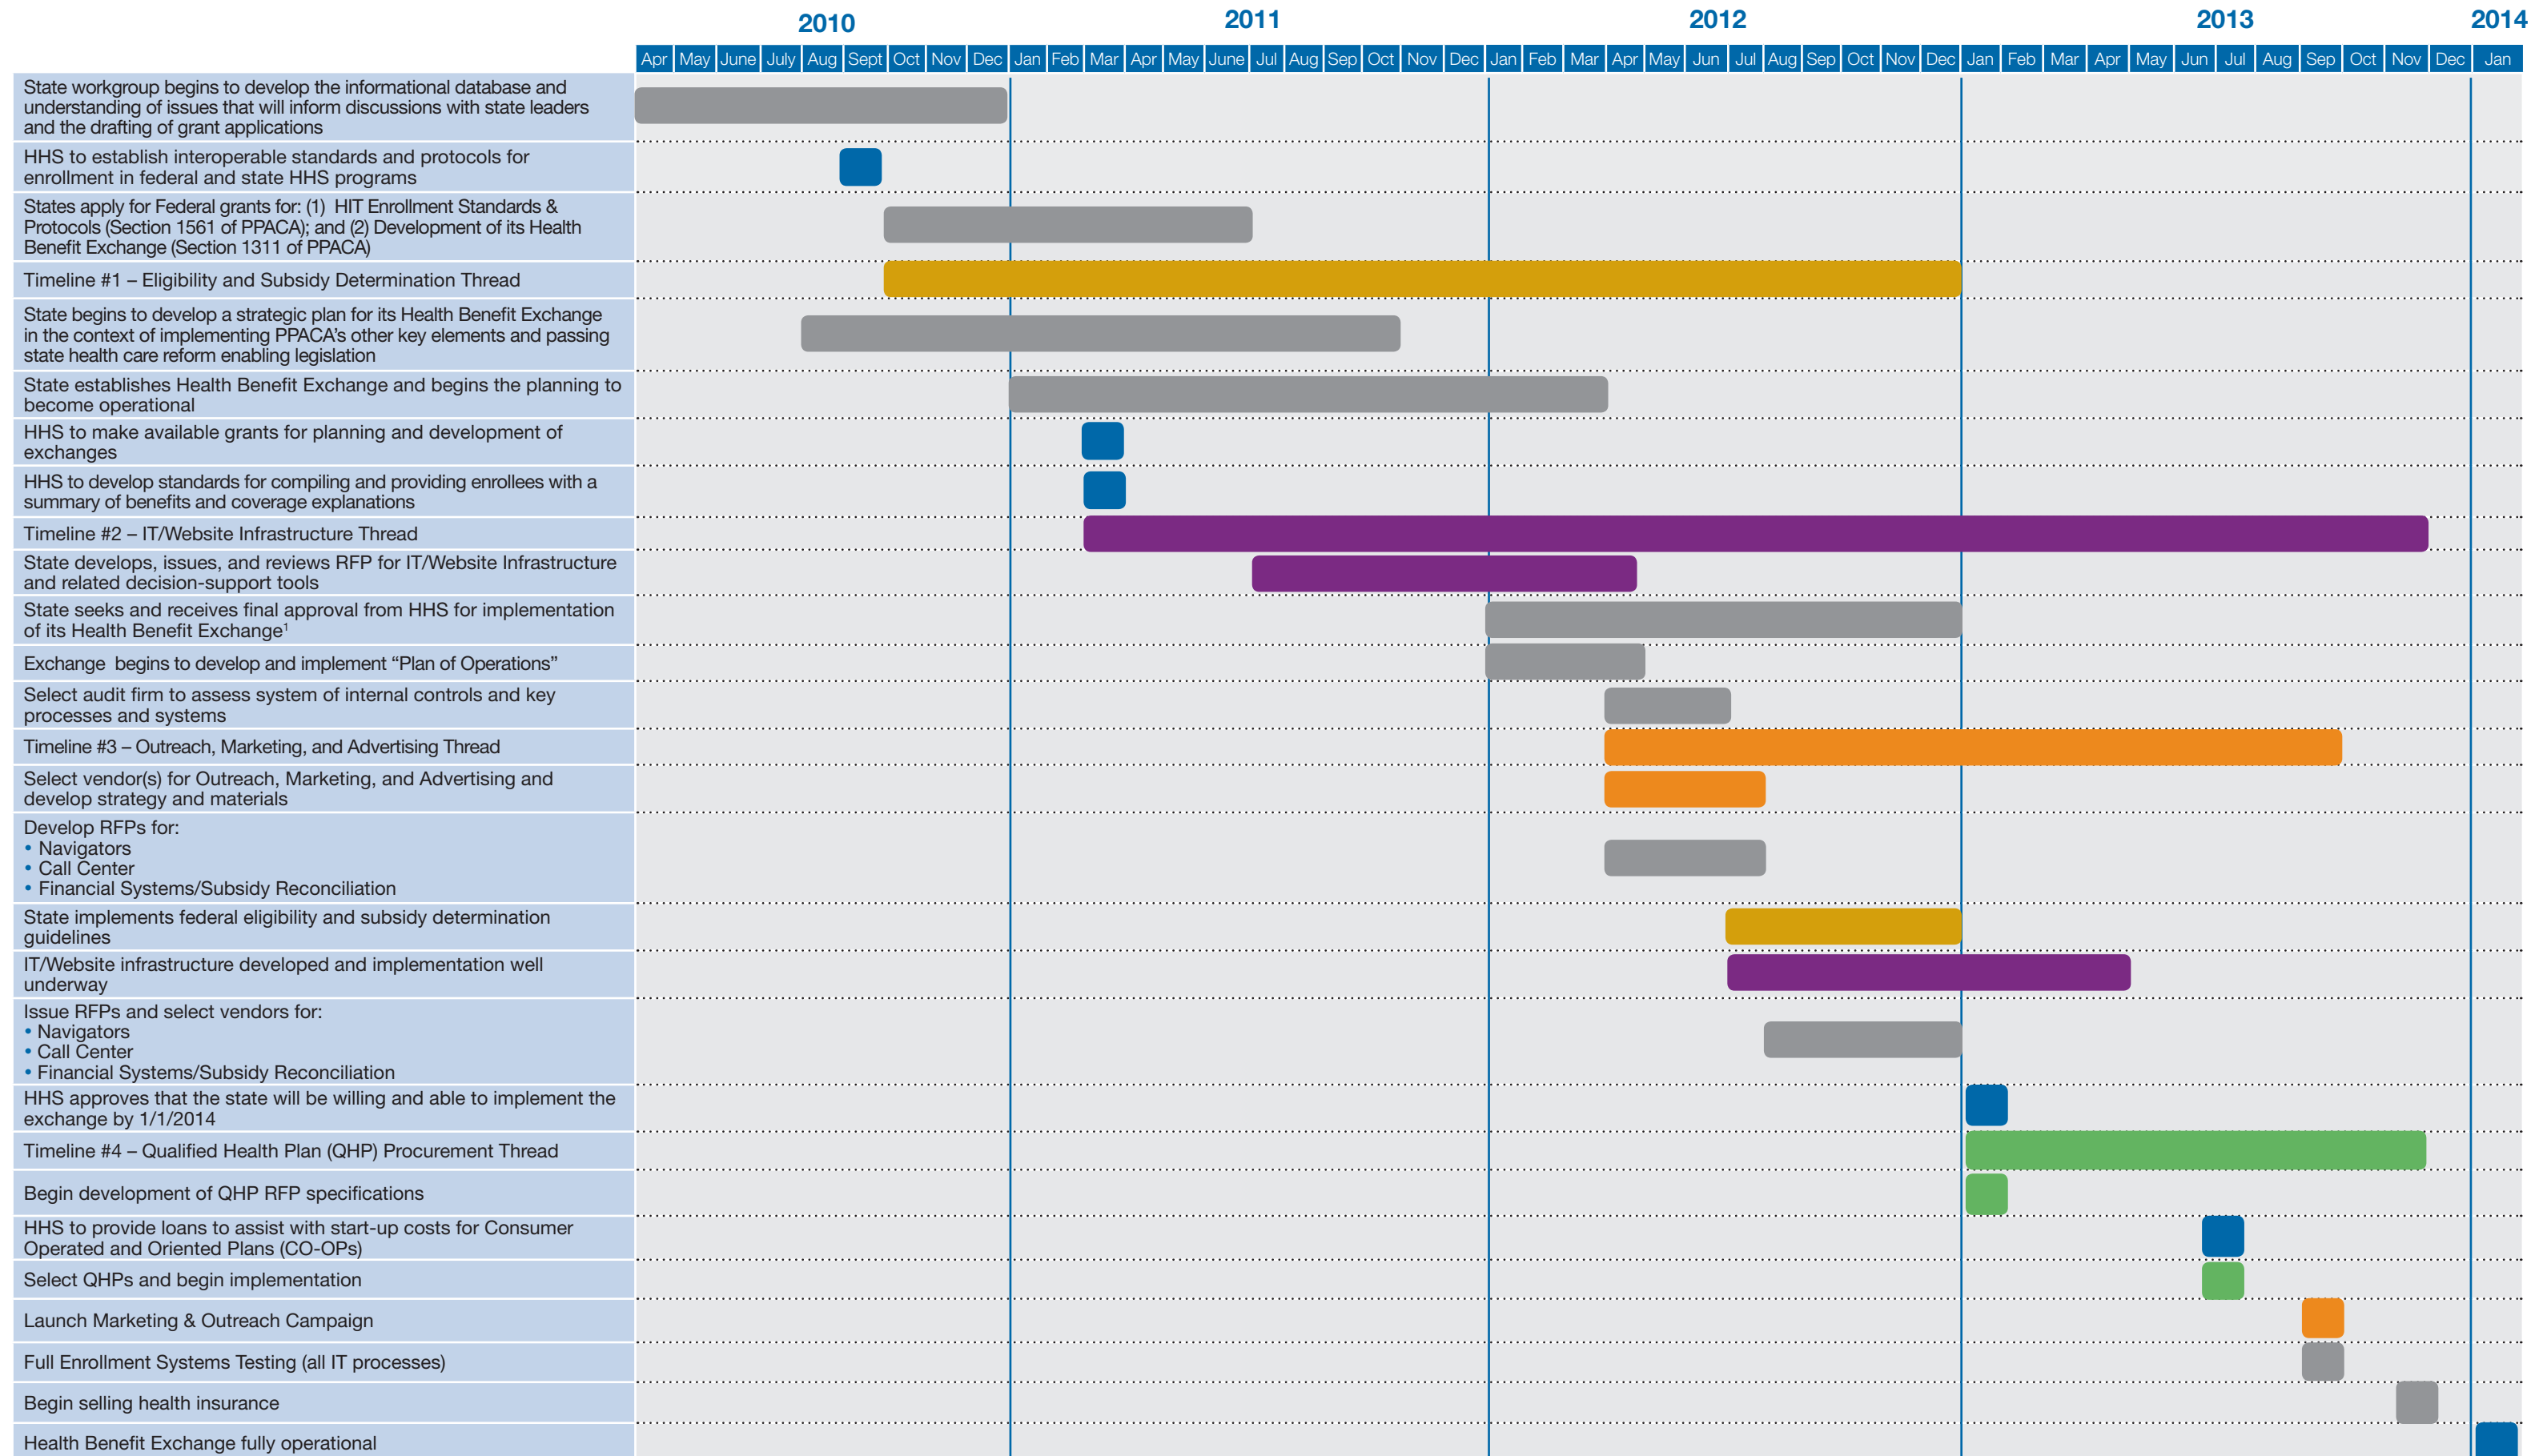 2010 2011 2012 2013 2014
Apr May June July Aug Sept Oct Nov Dec Jan Feb Mar Apr May June Jul Aug Sep Oct Nov Dec Jan Feb Mar Apr May Jun Jul Aug Sep Oct Nov Dec Jan Feb Mar Apr May Jun Jul Aug Sep Oct Nov Dec Jan
State workgroup begins to develop the informational database and
understanding of issues that will inform discussions with state leaders
and the drafting of grant applications
HHS to establish interoperable standards and protocols for
enrollment in federal and state HHS programs
States apply for Federal grants for: (1) HIT Enrollment Standards &
Protocols (Section 1561 of PPACA); and (2) Development of its Health
Benefit Exchange (Section 1311 of PPACA)
Timeline #1 – Eligibility and Subsidy Determination Thread
State begins to develop a strategic plan for its Health Benefit Exchange
in the context of implementing PPACA’s other key elements and passing
state health care reform enabling legislation
State establishes Health Benefit Exchange and begins the planning to
become operational
HHS to make available grants for planning and development of
exchanges
HHS to develop standards for compiling and providing enrollees with a
summary of benefits and coverage explanations
Timeline #2 – IT/Website Infrastructure Thread
State develops, issues, and reviews RFP for IT/Website Infrastructure
and related decision-support tools
State seeks and receives final approval from HHS for implementation
of its Health Benefit Exchange¹
Exchange begins to develop and implement “Plan of Operations”
Select audit firm to assess system of internal controls and key
processes and systems
Timeline #3 – Outreach, Marketing, and Advertising Thread
Select vendor(s) for Outreach, Marketing, and Advertising and
develop strategy and materials
Develop RFPs for:
• Navigators
• Call Center
• Financial Systems/Subsidy Reconciliation
State implements federal eligibility and subsidy determination
guidelines
IT/Website infrastructure developed and implementation well
underway
Issue RFPs and select vendors for:
• Navigators
• Call Center
• Financial Systems/Subsidy Reconciliation
HHS approves that the state will be willing and able to implement the
exchange by 1/1/2014
Timeline #4 – Qualified Health Plan (QHP) Procurement Thread
Begin development of QHP RFP specifications
HHS to provide loans to assist with start-up costs for Consumer
Operated and Oriented Plans (CO-OPs)
Select QHPs and begin implementation
Launch Marketing & Outreach Campaign
Full Enrollment Systems Testing (all IT processes)
Begin selling health insurance
Health Benefit Exchange fully operational